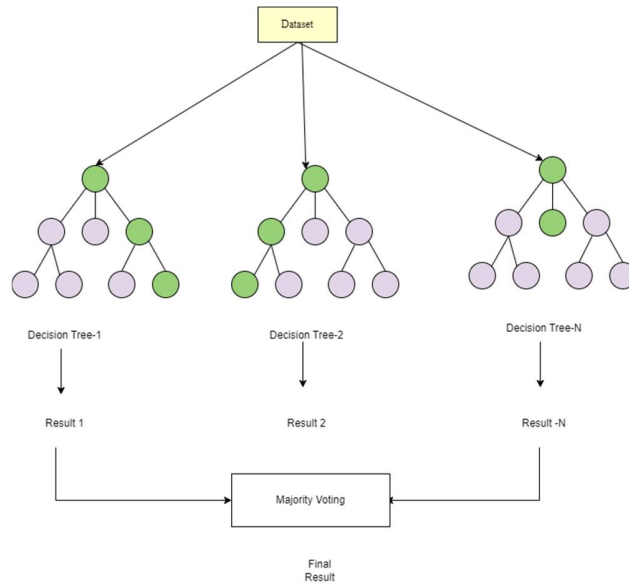 Dataset
Decision Tree-1
Decision Tree-2
Decision Tree-N
Result 1
Result 2
Result -N
Majority Voting
Final
Result